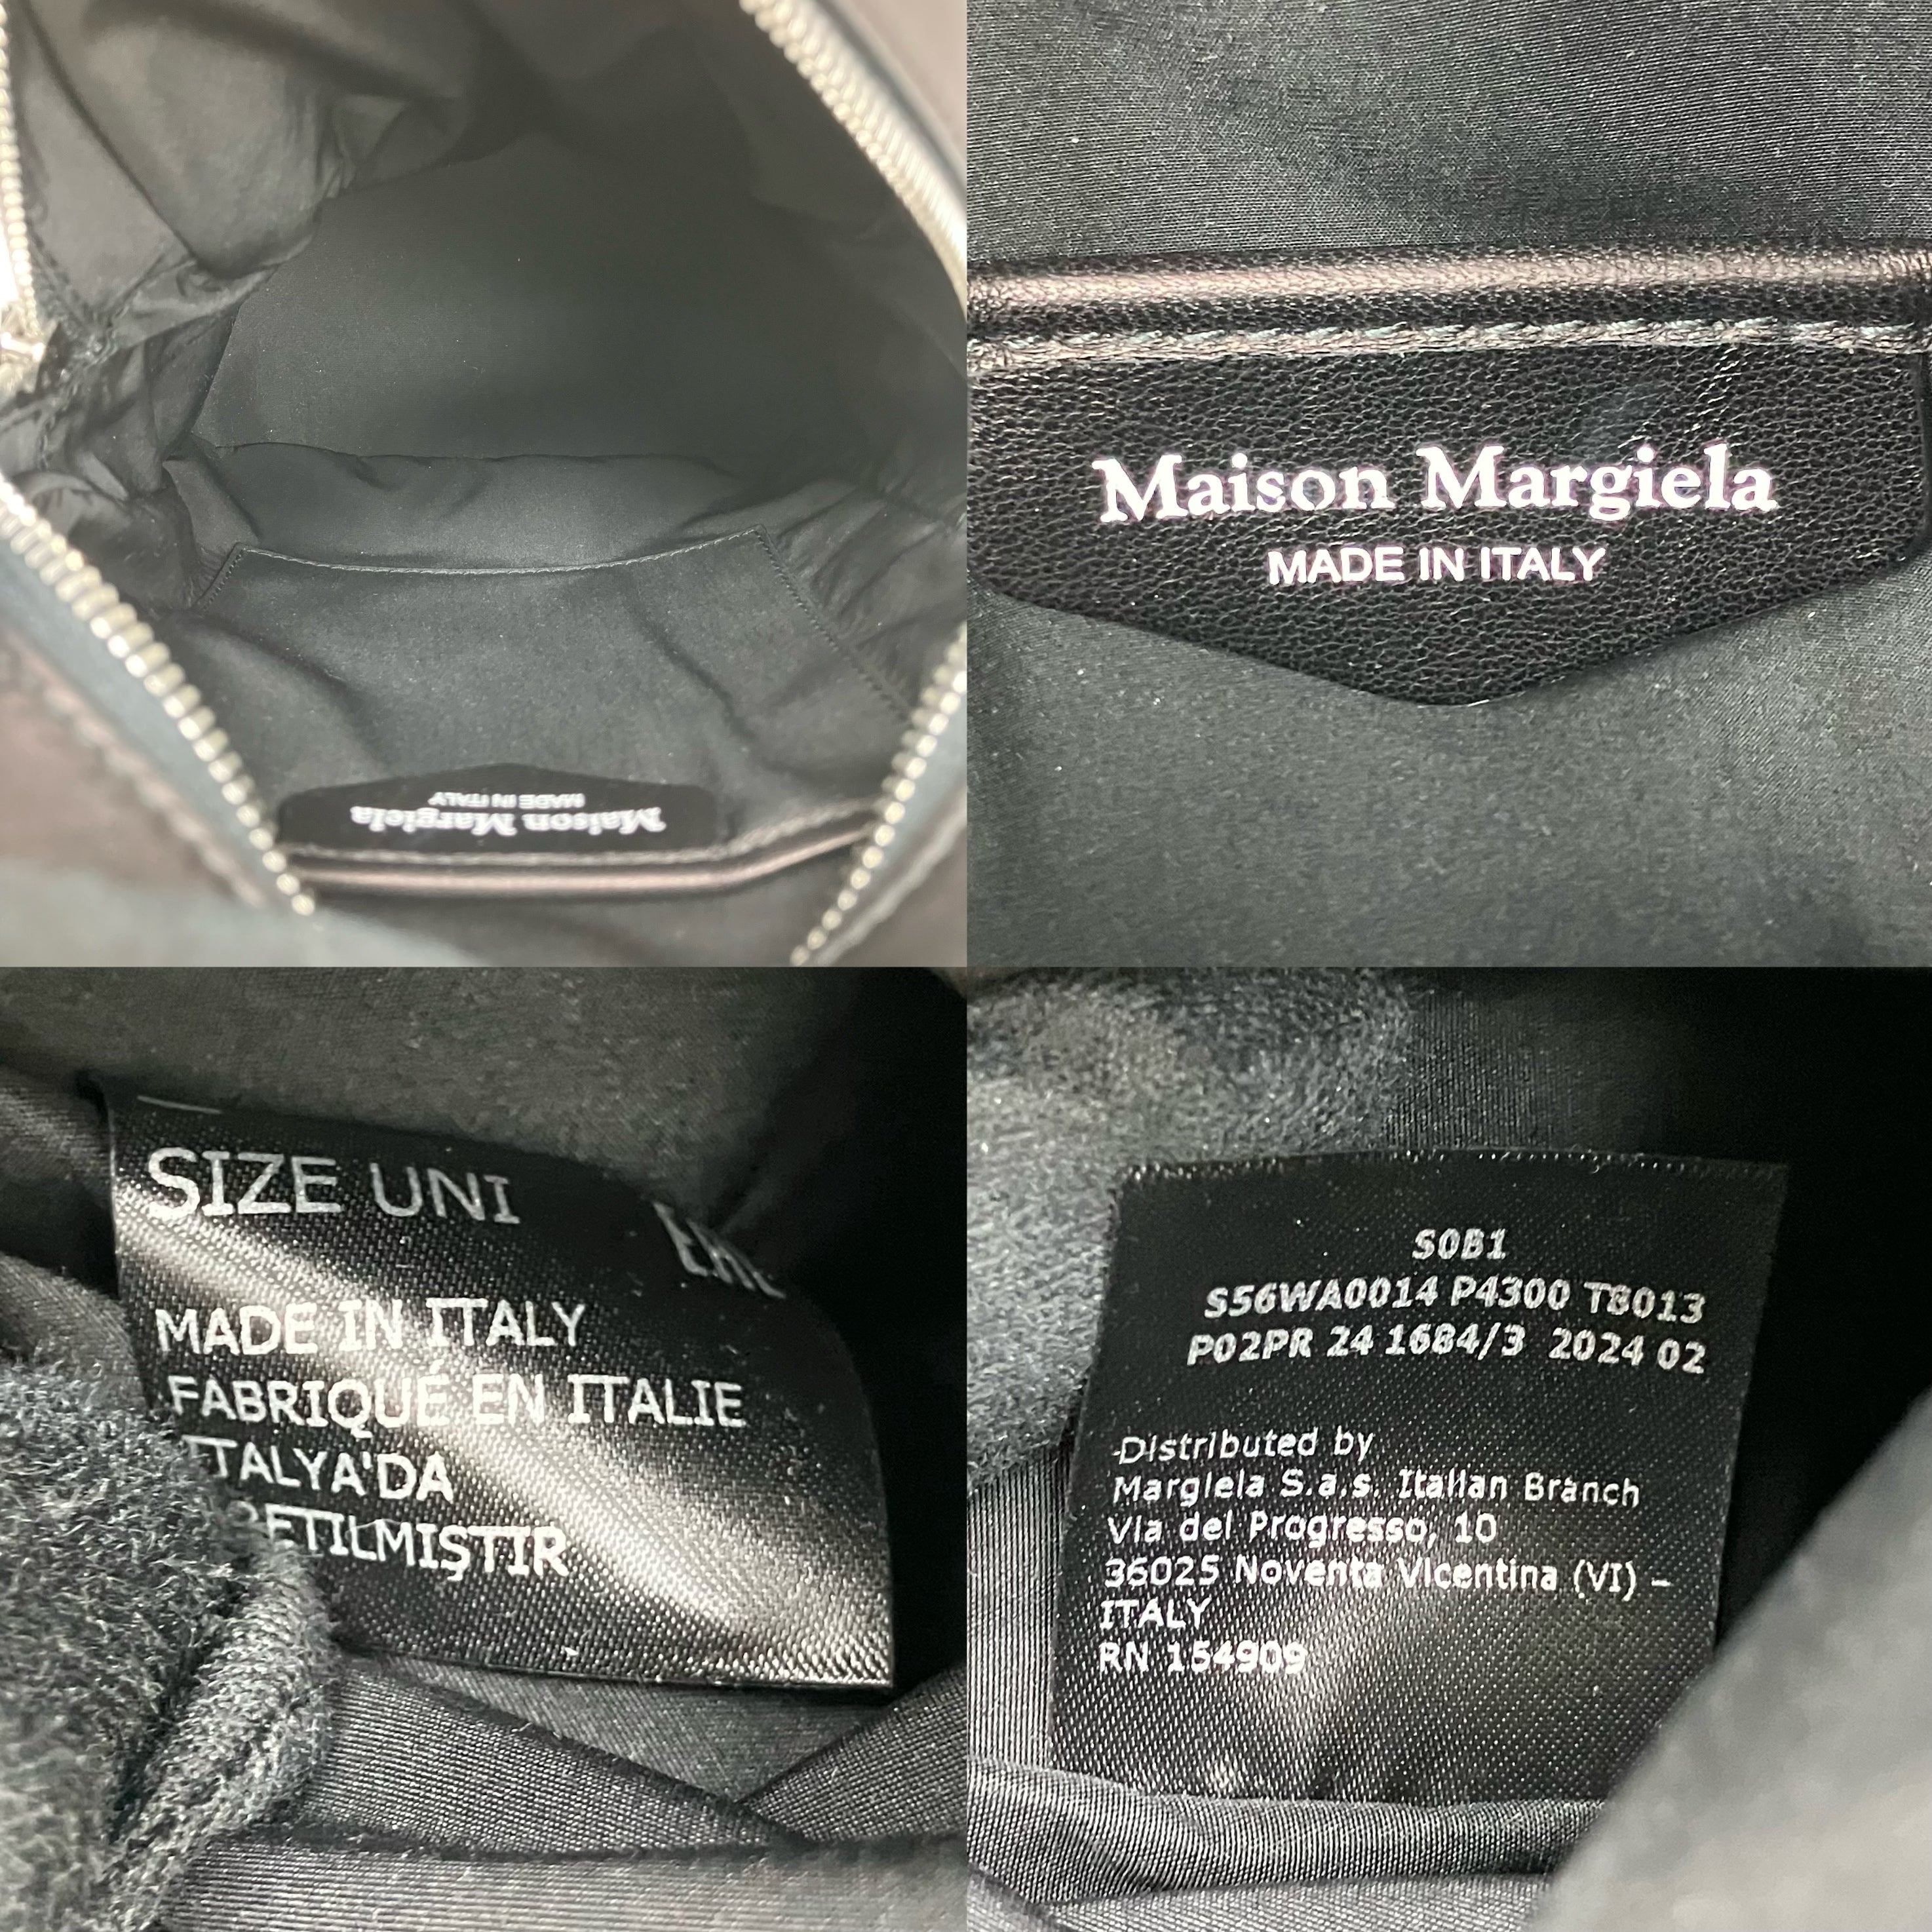 Maison Margiela
MADE IN ITALY
Maison Margiela
MADE IN ITALY
SIZE UNI
MADE IN ITALY
FABRIQUÉ EN ITALIE
ITALYA'DA
S0B1
S56WA0014 P4300 T8013
P02PR 24 1684/3 2024 02
Distributed by
Margiela S.a.s. Italian Branch
Via del Progresso, 10
36025 Noventa Vicentina (VI) –
ITALY
RN 154909